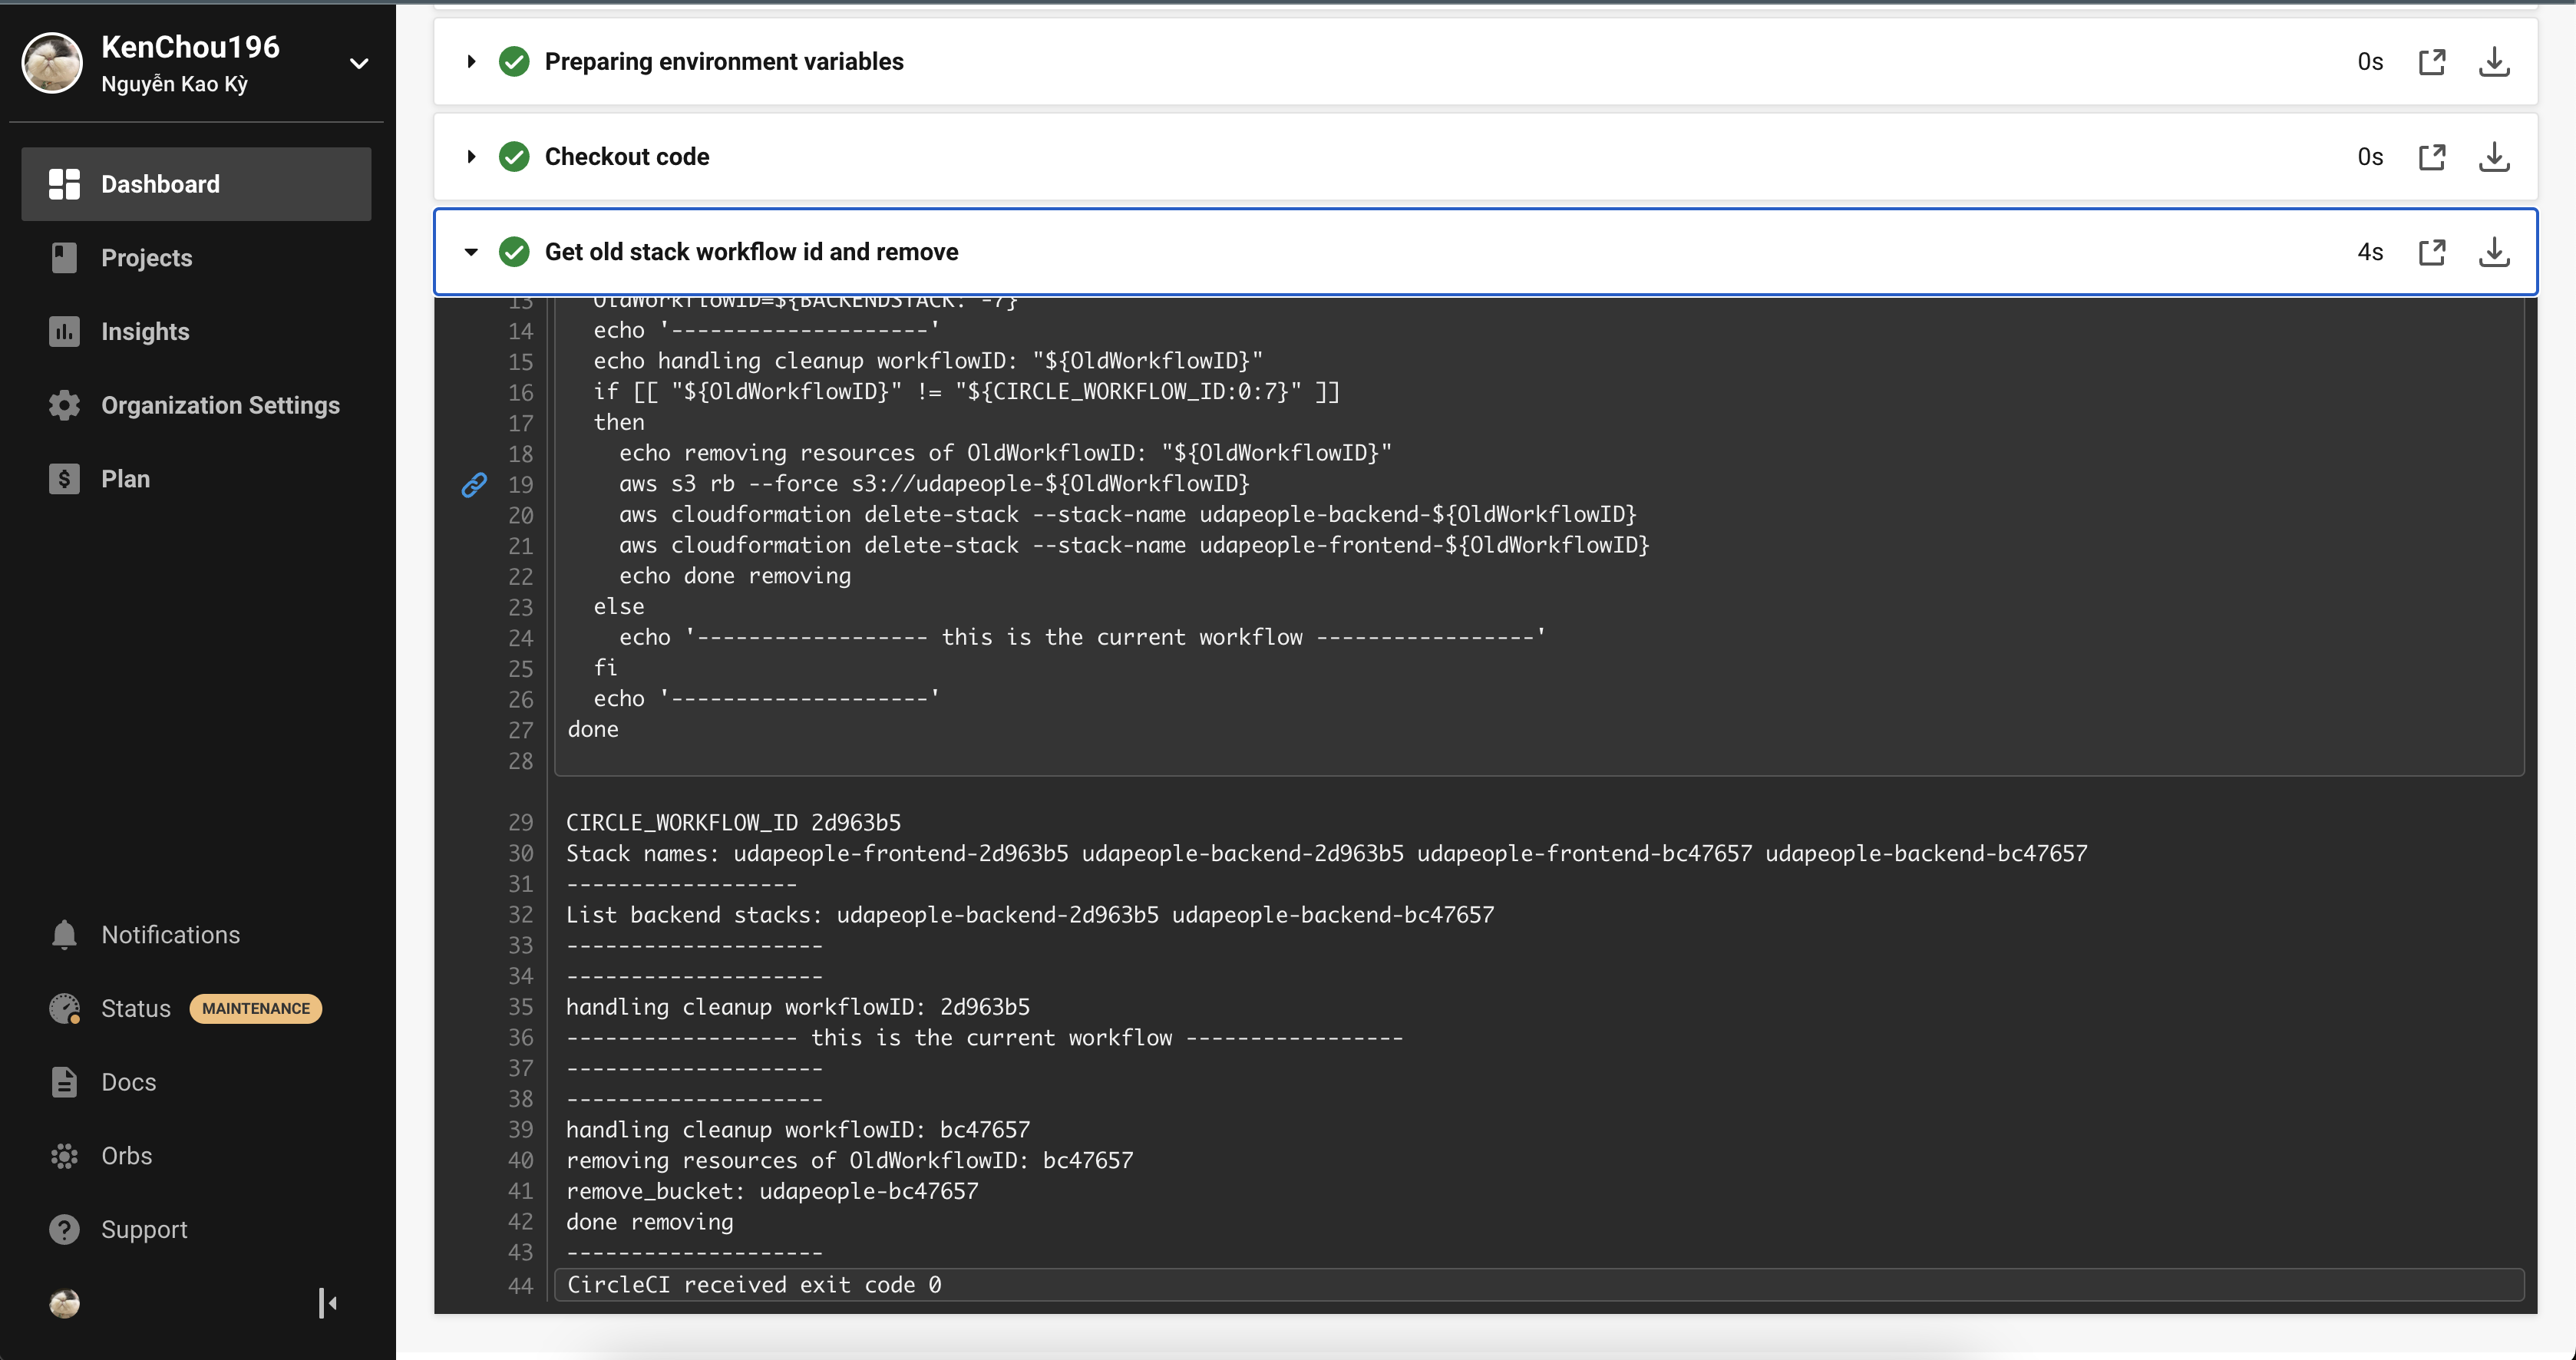 KenChou196
Nguyễn Kao Kỳ
Dashboard
Projects
Insights
Organization Settings
Plan
Notifications
Status MAINTENANCE
Docs
Orbs
Support
Preparing environment variables 0s
Checkout code 0s
Get old stack workflow id and remove 4s
13 OldWorkflowID=${BACKENDSTACK: -7}
14 echo '--------------------'
15 echo handling cleanup workflowID: "${OldWorkflowID}"
16 if [[ "${OldWorkflowID}" != "${CIRCLE_WORKFLOW_ID:0:7}" ]]
17 then
18 echo removing resources of OldWorkflowID: "${OldWorkflowID}"
19 aws s3 rb --force s3://udapeople-${OldWorkflowID}
20 aws cloudformation delete-stack --stack-name udapeople-backend-${OldWorkflowID}
21 aws cloudformation delete-stack --stack-name udapeople-frontend-${OldWorkflowID}
22 echo done removing
23 else
24 echo '------------------ this is the current workflow -----------------'
25 fi
26 echo '--------------------'
27 done
28
29 CIRCLE_WORKFLOW_ID 2d963b5
30 Stack names: udapeople-frontend-2d963b5 udapeople-backend-2d963b5 udapeople-frontend-bc47657 udapeople-backend-bc47657
31 ------------------
32 List backend stacks: udapeople-backend-2d963b5 udapeople-backend-bc47657
33 --------------------
34 --------------------
35 handling cleanup workflowID: 2d963b5
36 ------------------ this is the current workflow -----------------
37 --------------------
38 --------------------
39 handling cleanup workflowID: bc47657
40 removing resources of OldWorkflowID: bc47657
41 remove_bucket: udapeople-bc47657
42 done removing
43 --------------------
44 CircleCI received exit code 0